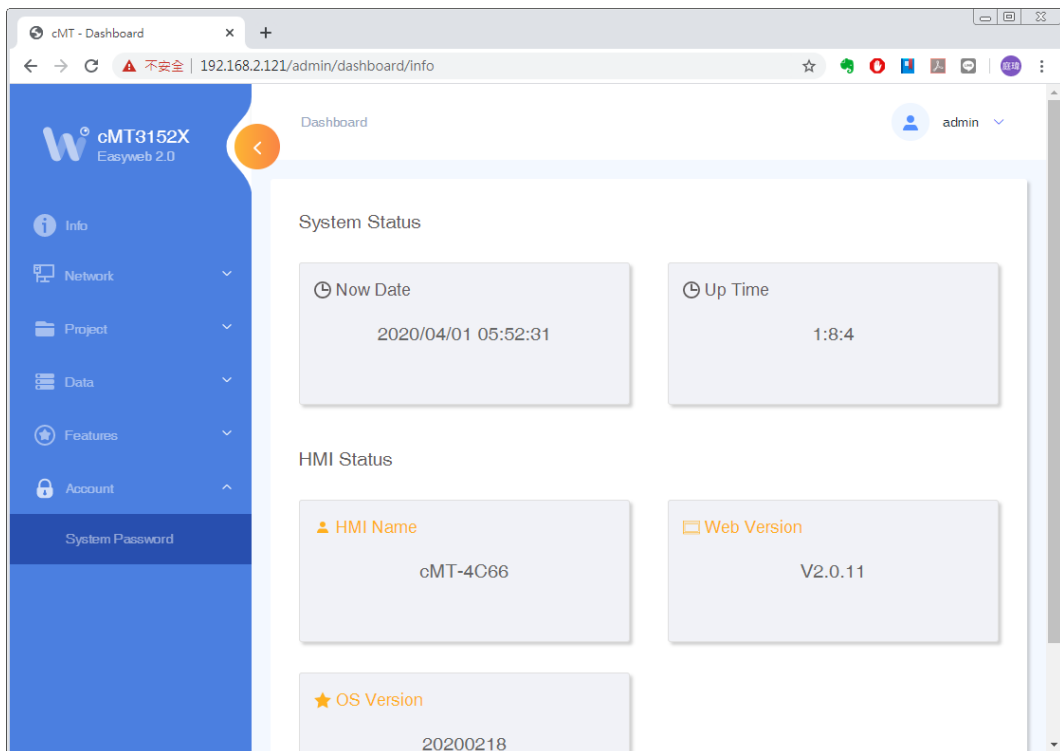 cMT - Dashboard
不安全 | 192.168.2.121/admin/dashboard/info
庭瑋
cMT3152X
Easyweb 2.0
Dashboard
admin
Info
Network
Project
Data
Features
Account
System Password
System Status
Now Date
2020/04/01 05:52:31
Up Time
1:8:4
HMI Status
HMI Name
cMT-4C66
Web Version
V2.0.11
OS Version
20200218